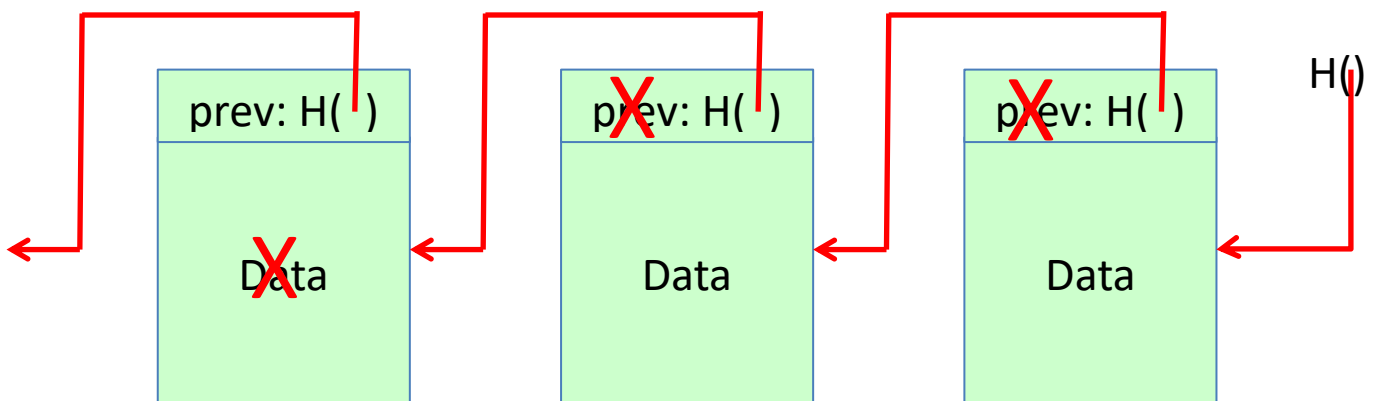 prev: H( )
prev: H( )
prev: H( )
H()
Data
Data
Data